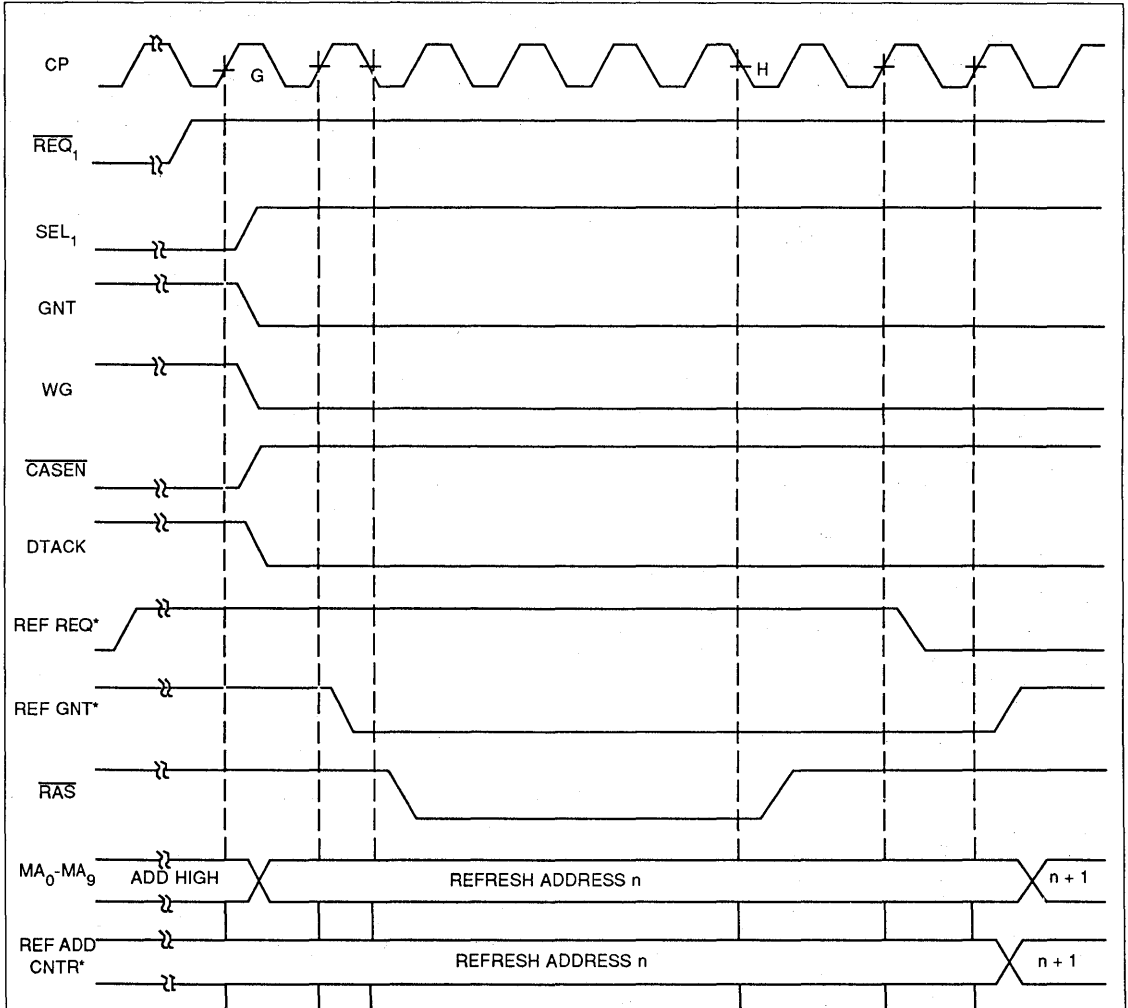 CP
G
H
REQ₁
SEL₁
GNT
WG
CASEN
DTACK
REF REQ*
REF GNT*
RAS
MA₀-MA₉
ADD HIGH
REFRESH ADDRESS n
n + 1
REF ADD
CNTR*
REFRESH ADDRESS n
n + 1